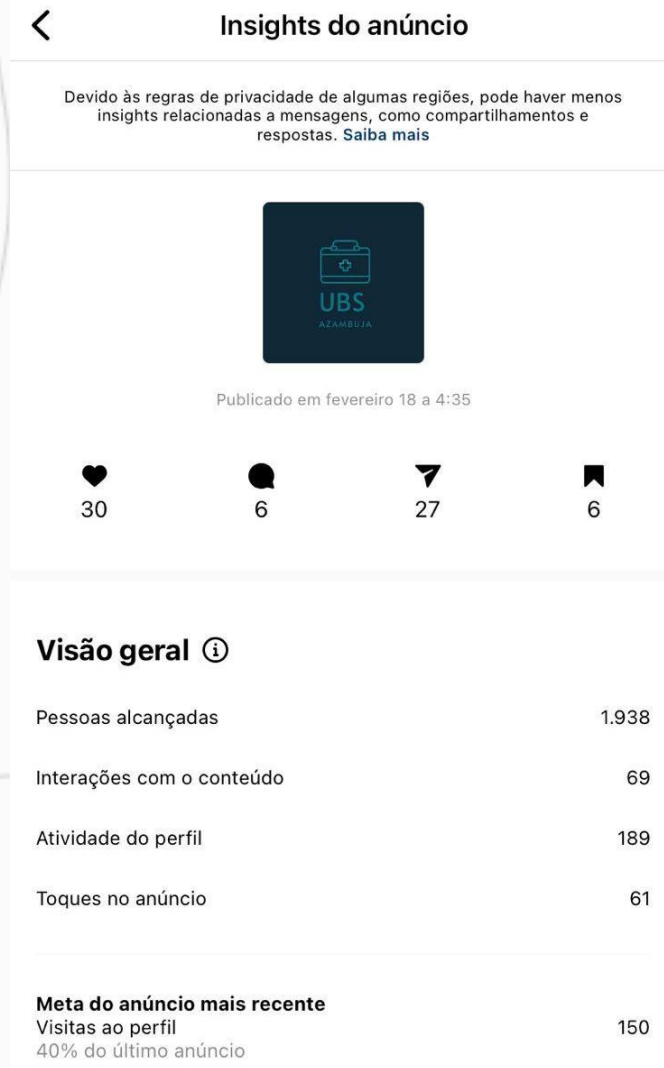 Insights do anúncio
Devido às regras de privacidade de algumas regiões, pode haver menos
insights relacionadas a mensagens, como compartilhamentos e
respostas. Saiba mais
UBS
AZAMBUJA
Publicado em fevereiro 18 a 4:35
30 6 27 6
Visão geral
Pessoas alcançadas 1.938
Interações com o conteúdo 69
Atividade do perfil 189
Toques no anúncio 61
Meta do anúncio mais recente
Visitas ao perfil 150
40% do último anúncio